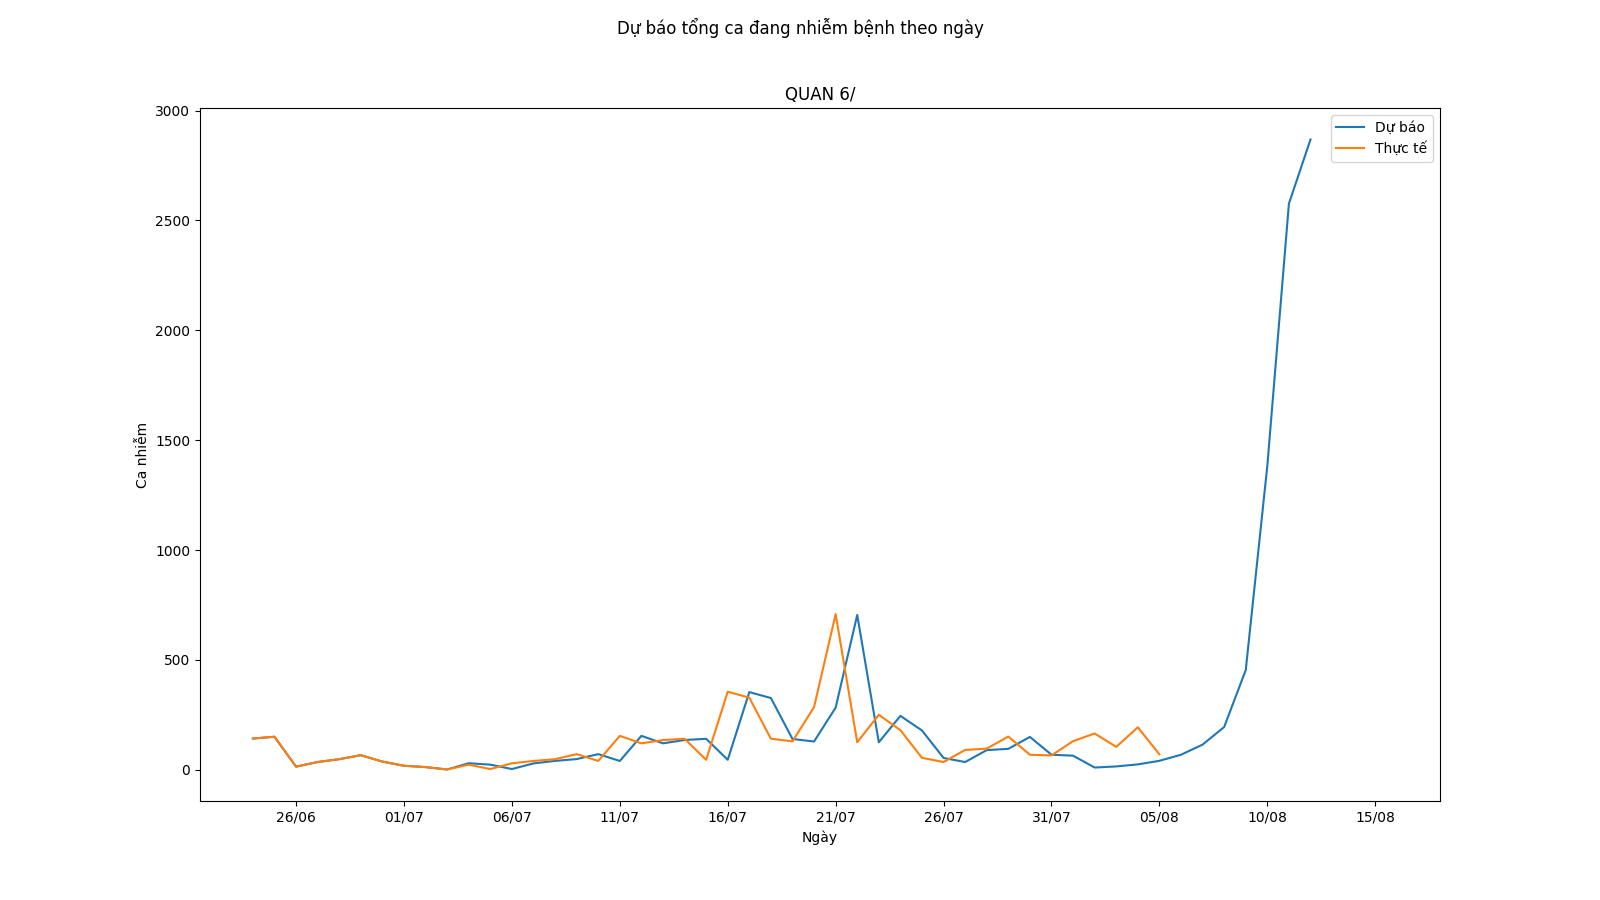 Dự báo tổng ca đang nhiễm bệnh theo ngày
QUAN 6/
Dự báo
Thực tế
3000
2500
2000
1500
1000
500
0
Ca nhiễm
26/06 01/07 06/07 11/07 16/07 21/07 26/07 31/07 05/08 10/08 15/08
Ngày